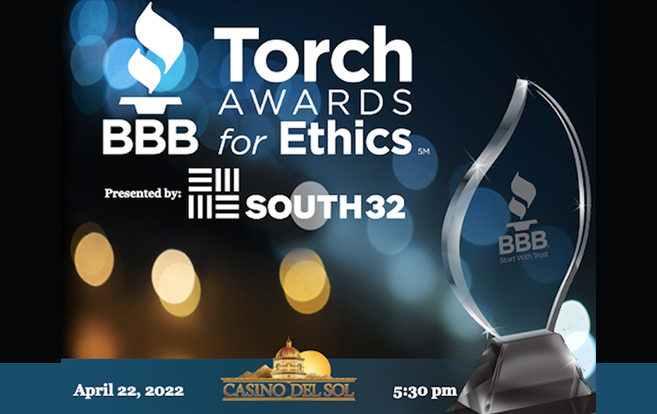 Torch
AWARDS
BBB for Ethics SM
Presented by: SOUTH32
BBB
Start With Trust
April 22, 2022 CASINO DEL SOL 5:30 pm